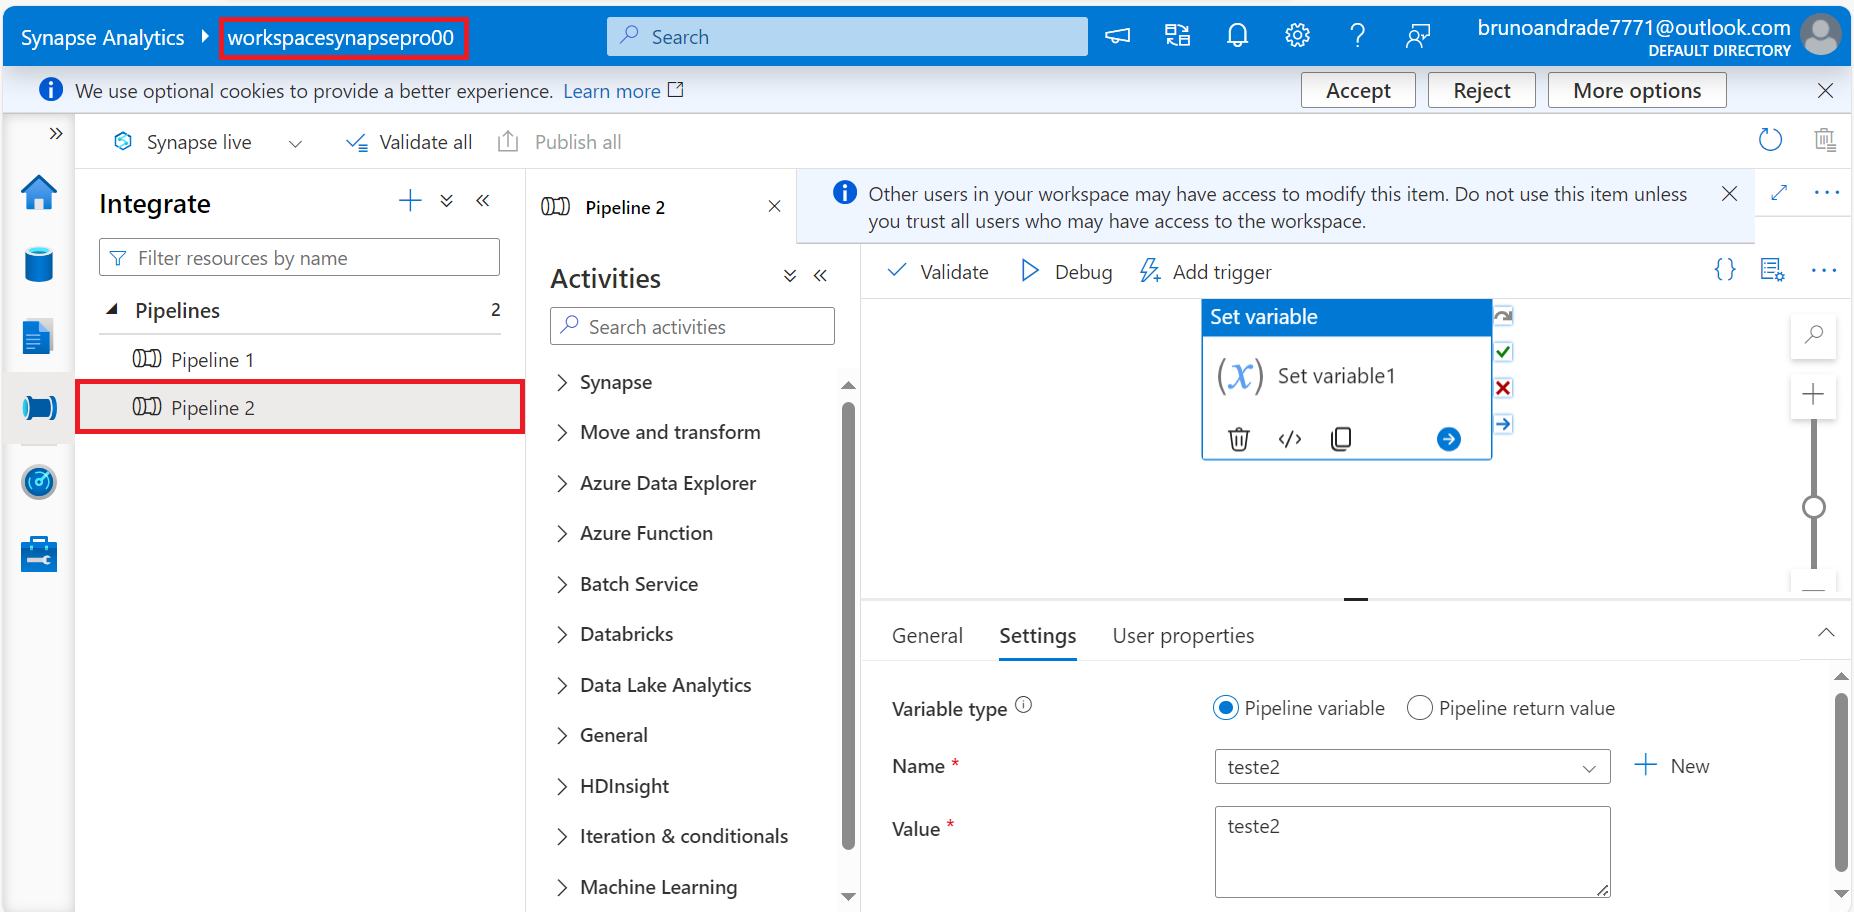 Synapse Analytics
workspacesynapsepro00
Search
brunoandrade7771@outlook.com
DEFAULT DIRECTORY
We use optional cookies to provide a better experience. Learn more
Accept
Reject
More options
Synapse live
Validate all
Publish all
Integrate
Filter resources by name
Pipelines
2
Pipeline 1
Pipeline 2
Pipeline 2
Other users in your workspace may have access to modify this item. Do not use this item unless
you trust all users who may have access to the workspace.
Activities
Search activities
Synapse
Move and transform
Azure Data Explorer
Azure Function
Batch Service
Databricks
Data Lake Analytics
General
HDInsight
Iteration & conditionals
Machine Learning
Validate
Debug
Add trigger
Set variable
(x) Set variable1
General
Settings
User properties
Variable type
Pipeline variable
Pipeline return value
Name *
teste2
New
Value *
teste2